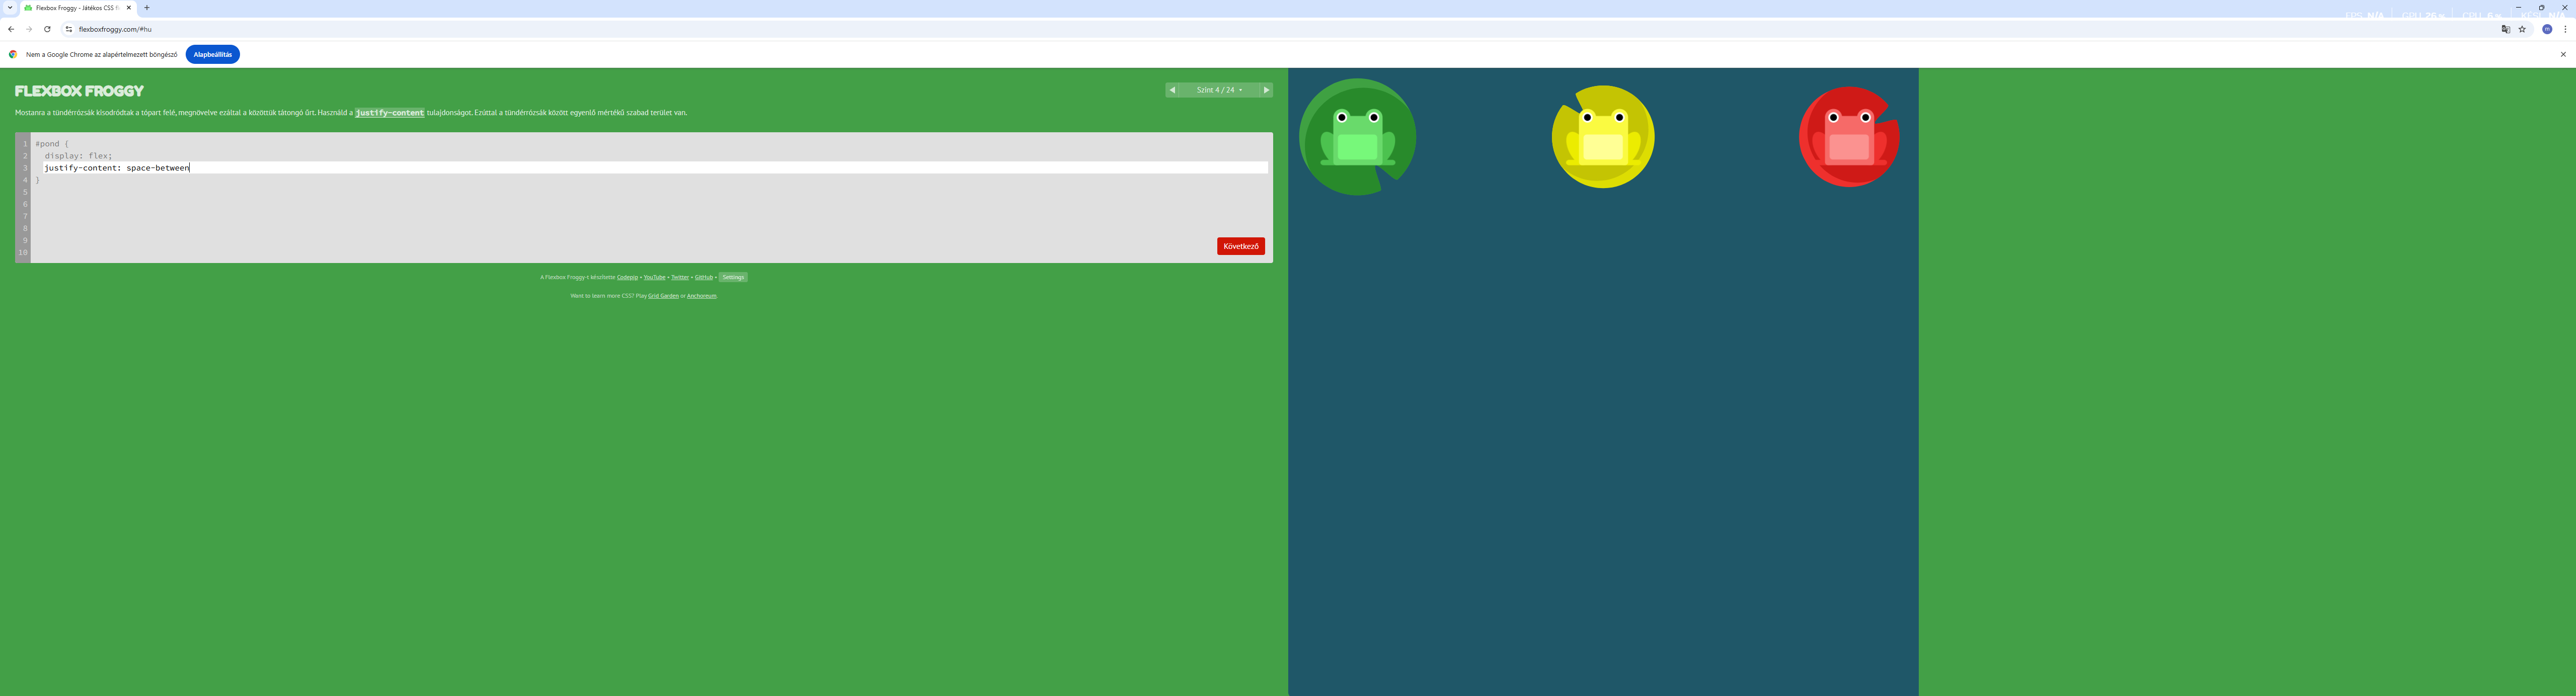 Flexbox Froggy - Játékos CSS f
flexboxfroggy.com/#hu
Nem a Google Chrome az alapértelmezett böngésző
Alapbeállítás
FLEXBOX FROGGY
Szint 4 / 24
Mostanra a tündérrózsák kisodródtak a tópart felé, megnövelve ezáltal a közöttük tátongó űrt. Használd a justify-content tulajdonságot. Ezúttal a tündérrózsák között egyenlő mértékű szabad terület van.
1 #pond {
2 display: flex;
3 justify-content: space-between
4 }
5
6
7
8
9
10
Következő
A Flexbox Froggy-t készítette Codepip • YouTube • Twitter • GitHub • Settings
Want to learn more CSS? Play Grid Garden or Anchoreum.